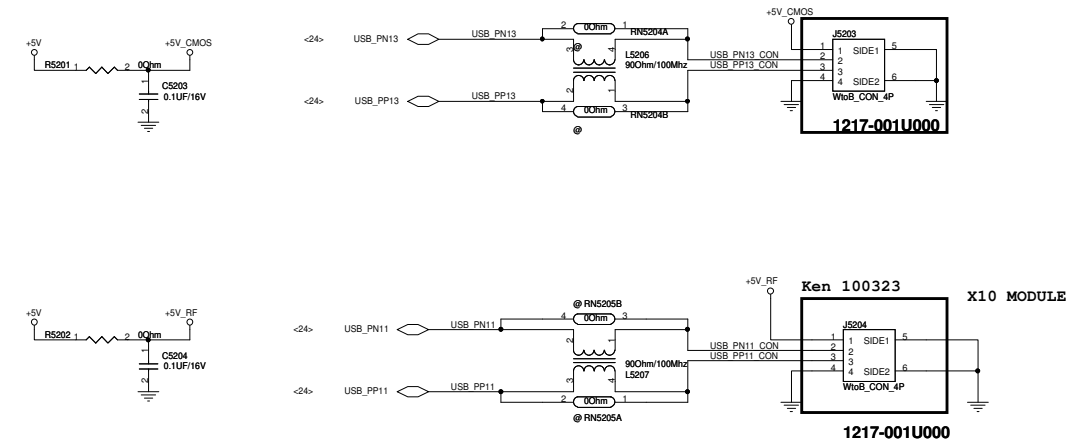 +5V_CMOS
2 0Ohm 1
RN5204A
+5V +5V_CMOS
<24> USB_PN13 USB_PN13
@
3 4
J5203
L5206
90Ohm/100Mhz
USB_PN13_CON
USB_PP13_CON
1 1 SIDE1 5
2 2
3 3
4 4 SIDE2 6
WtoB_CON_4P
1217-001U000
R5201 1 2 0Ohm
1
C5203
0.1UF/16V
2
<24> USB_PP13 USB_PP13
2 1
4 0Ohm 3
RN5204B
@
+5V_RF
Ken 100323
X10 MODULE
@ RN5205B
4 0Ohm 3
+5V +5V_RF
<24> USB_PN11 USB_PN11
2 1
J5204
USB_PN11_CON
USB_PP11_CON
1 1 SIDE1 5
2 2
3 3
4 4 SIDE2 6
WtoB_CON_4P
R5202 1 2 0Ohm
1
C5204
0.1UF/16V
2
90Ohm/100Mhz
L5207
3 4
<24> USB_PP11 USB_PP11
2 0Ohm 1
@ RN5205A
1217-001U000